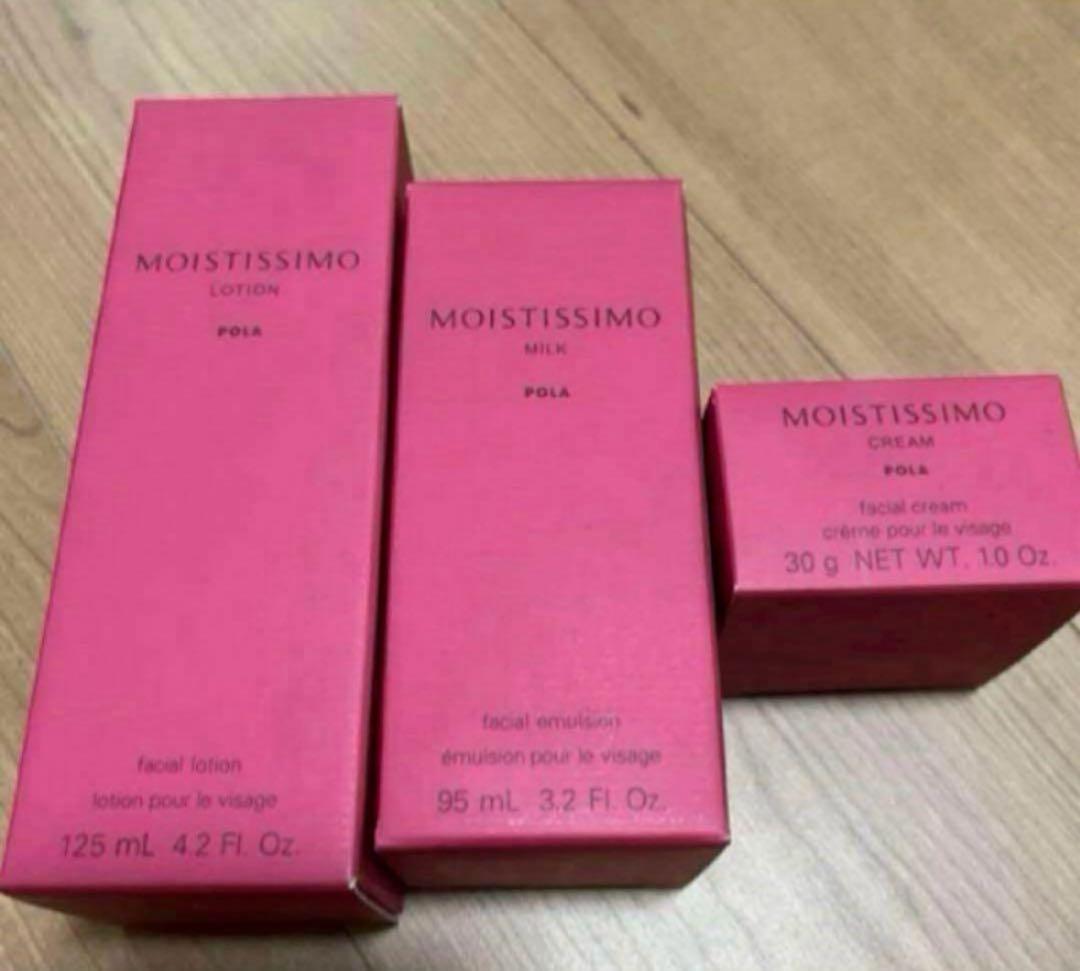 MOISTISSIMO
LOTION
POLA
facial lotion
lotion pour le visage
125 mL 4.2 Fl. Oz.
MOISTISSIMO
MILK
POLA
facial emulsion
émulsion pour le visage
95 mL 3.2 Fl. Oz.
MOISTISSIMO
CREAM
POLA
facial cream
crème pour le visage
30 g NET WT. 1.0 Oz.